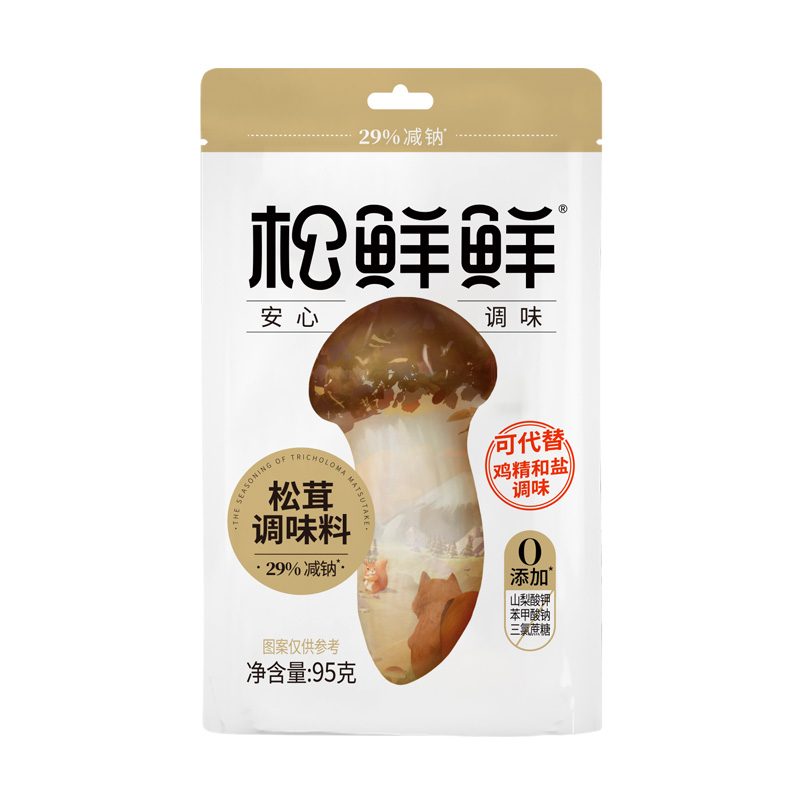 29%减钠*
松鲜鲜®
安心 调味
可代替
鸡精和盐
调味
·THE SEASONING OF TRICHOLOMA MATSUTAKE·
松茸
调味料
·29%减钠*·
0
添加*
山梨酸钾
苯甲酸钠
三氯蔗糖
图案仅供参考
净含量:95克